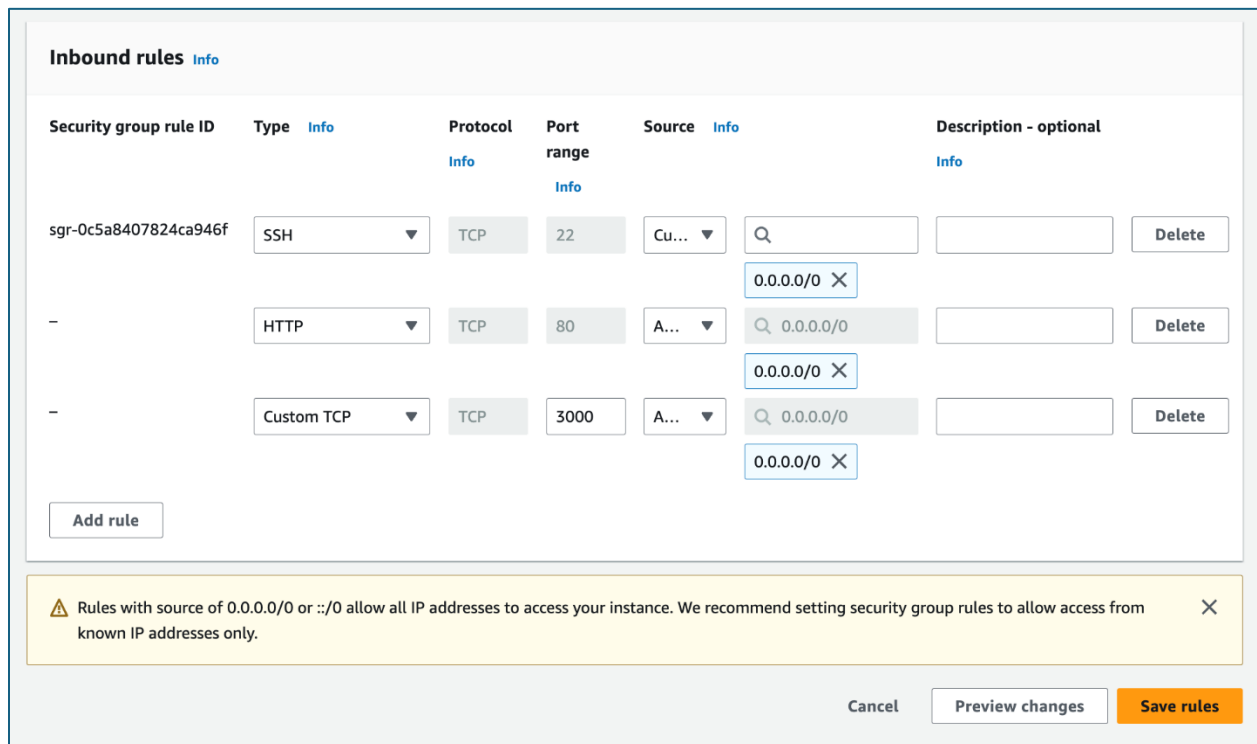 Inbound rules Info
Security group rule ID Type Info Protocol Info Port range Info Source Info Description - optional Info
sgr-0c5a8407824ca946f SSH TCP 22 Cu... Delete
0.0.0.0/0
– HTTP TCP 80 A... 0.0.0.0/0 Delete
0.0.0.0/0
– Custom TCP TCP 3000 A... 0.0.0.0/0 Delete
0.0.0.0/0
Add rule
Rules with source of 0.0.0.0/0 or ::/0 allow all IP addresses to access your instance. We recommend setting security group rules to allow access from
known IP addresses only.
Cancel Preview changes Save rules